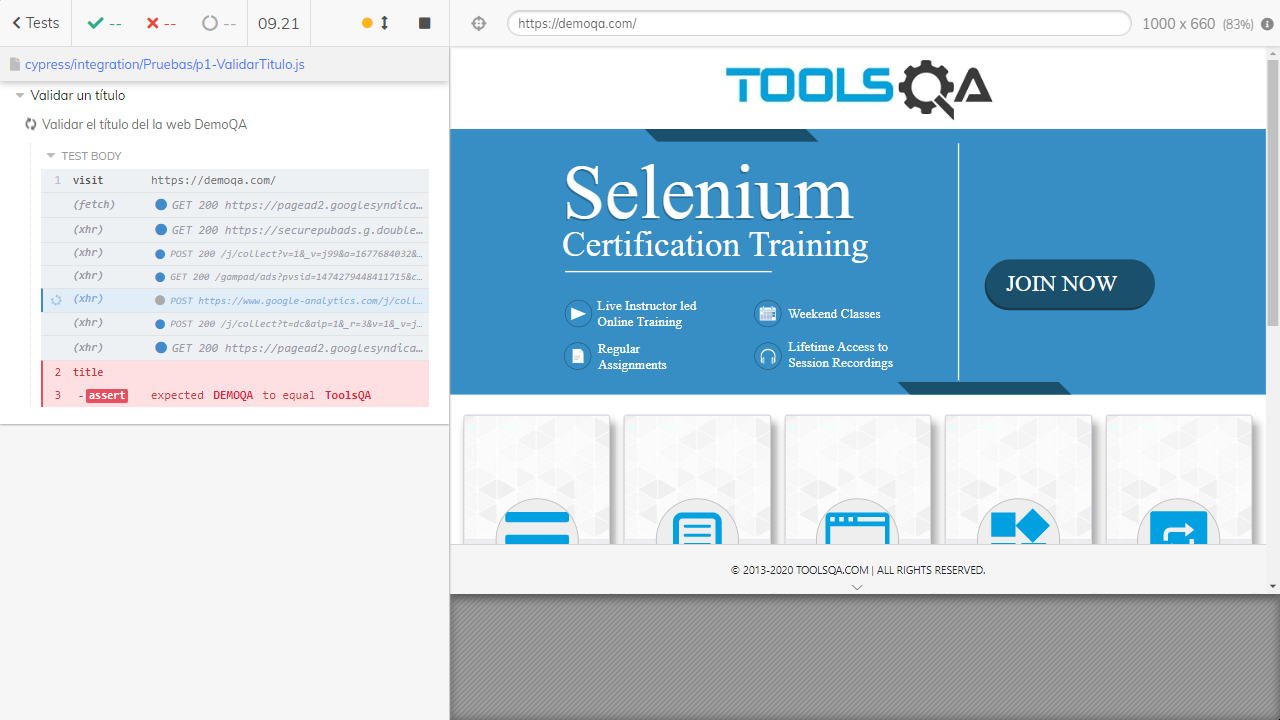 Tests
--
--
--
09.21
https://demoqa.com/
1000 x 660 (83%)
cypress/integration/Pruebas/p1-ValidarTitulo.js
Validar un título
Validar el título del la web DemoQA
TEST BODY
1 visit https://demoqa.com/
(fetch) GET 200 https://pagead2.googlesyndica…
(xhr) GET 200 https://securepubads.g.double…
(xhr) POST 200 /j/collect?v=1&_v=j99&a=1677684032&…
(xhr) GET 200 /gampad/ads?pvsid=1474279448411715&c…
(xhr) POST https://www.google-analytics.com/j/coll…
(xhr) POST 200 /j/collect?t=dc&aip=1&_r=3&v=1&_v=j…
(xhr) GET 200 https://pagead2.googlesyndica…
2 title
3 -assert expected DEMOQA to equal ToolsQA
TOOLSQA
Selenium
Certification Training
Live Instructor led
Online Training
Weekend Classes
Regular
Assignments
Lifetime Access to
Session Recordings
JOIN NOW
© 2013-2020 TOOLSQA.COM | ALL RIGHTS RESERVED.